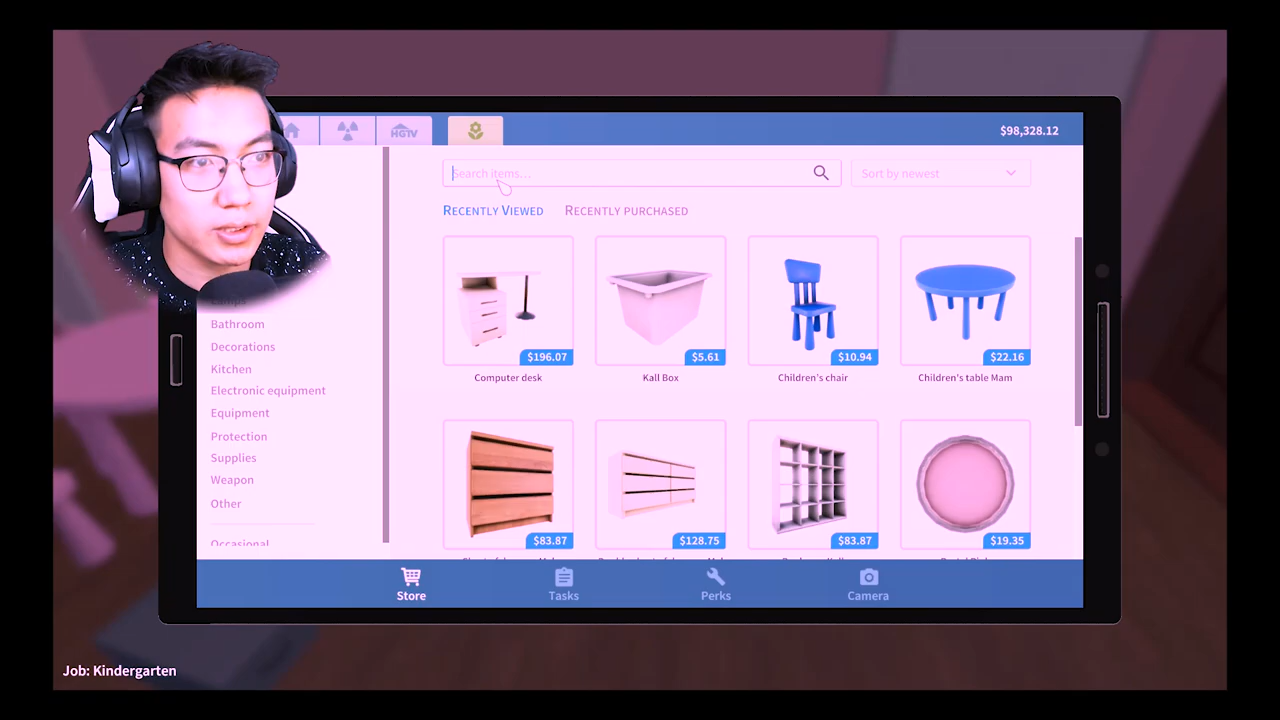 HGTV
$98,328.12
Search items...
Sort by newest
RECENTLY VIEWED
RECENTLY PURCHASED
$196.07
$5.61
$10.94
$22.16
Computer desk
Kall Box
Children's chair
Children's table Mam
Bathroom
Decorations
Kitchen
Electronic equipment
Equipment
Protection
Supplies
Weapon
Other
Occasional
$83.87
$128.75
$83.87
$19.35
Store
Tasks
Perks
Camera
Job: Kindergarten